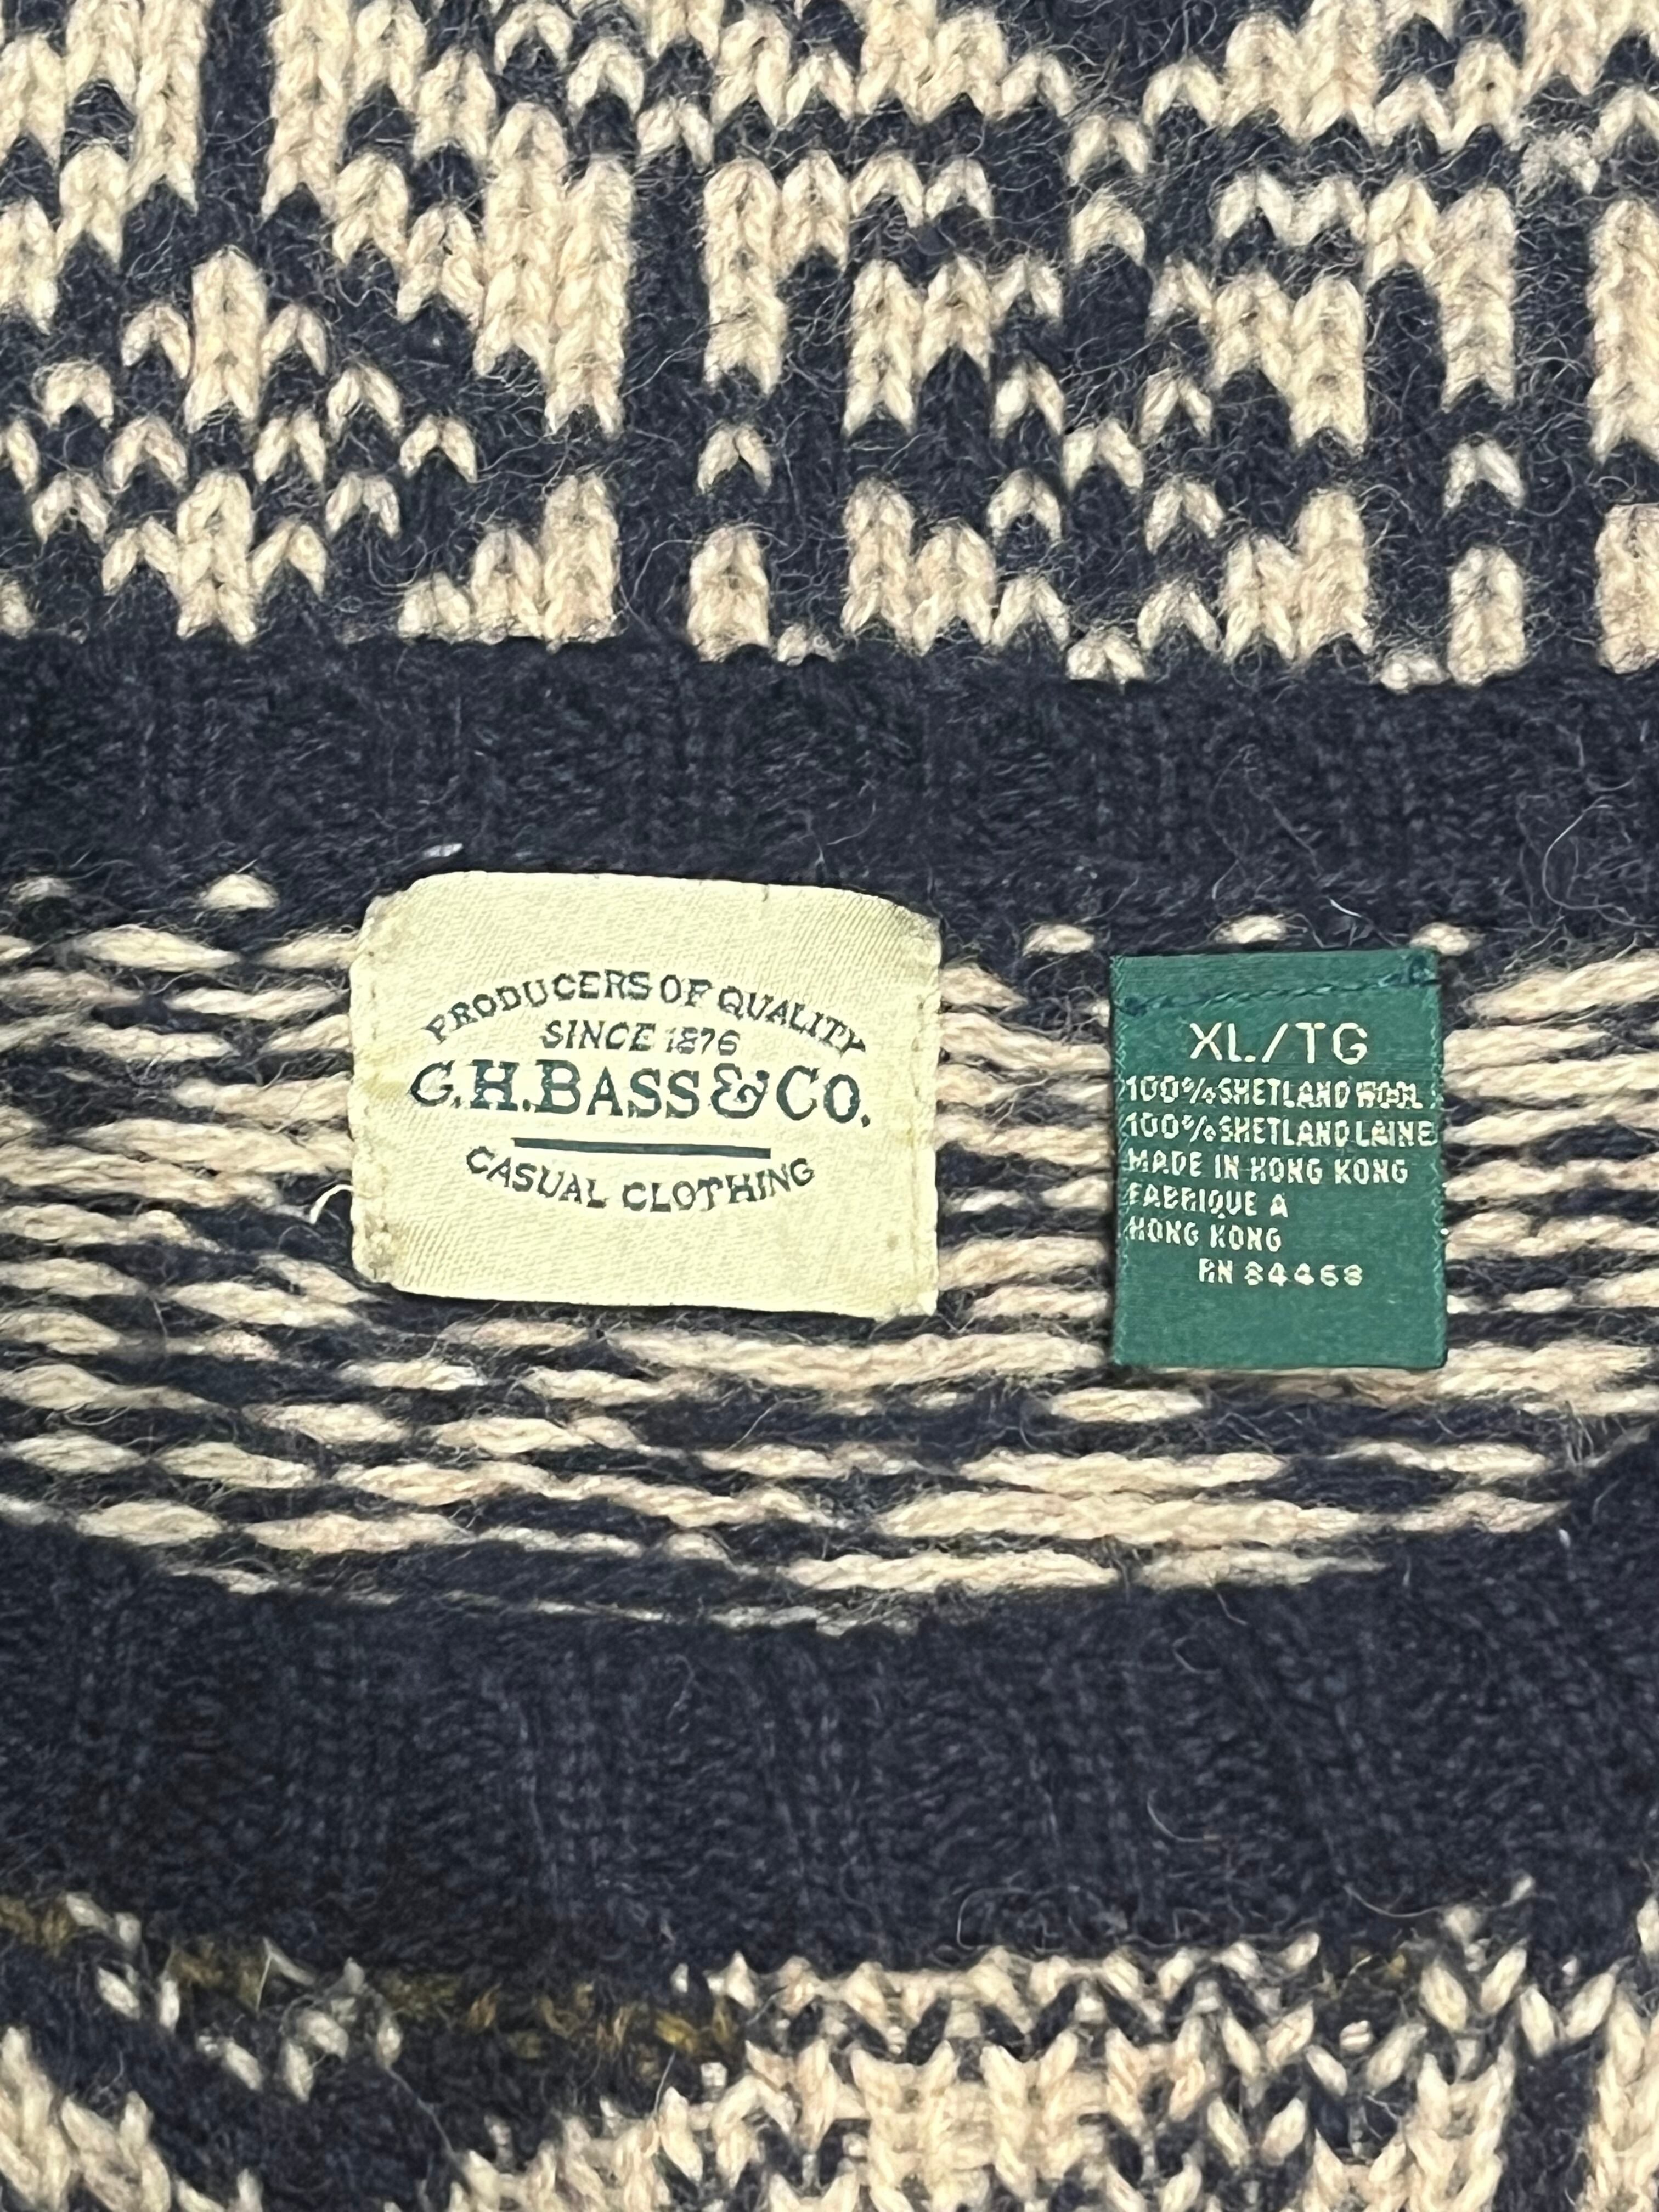 PRODUCERS OF QUALITY
SINCE 1876
G.H.BASS&CO.
CASUAL CLOTHING
XL/TG
100%SHETLAND WOOL
100%SHETLAND LAINE
MADE IN HONG KONG
FABRIQUE A
HONG KONG
RN 84468